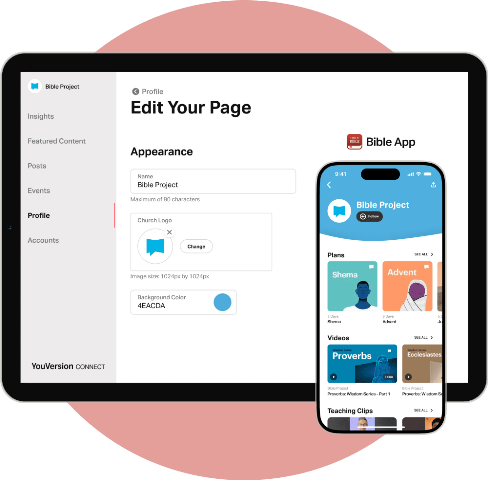 Bible Project
Insights
Featured Content
Posts
Events
Profile
Accounts
YouVersion CONNECT
Profile
Edit Your Page
Appearance
Name
Bible Project
Maximum of 80 characters
Church Logo
Change
Image size: 1024px by 1024px
Background Color
4EACDA
HOLY BIBLE
Bible App
9:41
Bible Project
Follow
Plans
SEE ALL
Shema
Advent
Shema
Advent
Videos
SEE ALL
Proverbs
Ecclesiastes
Bible Project
Proverbs: Wisdom Series - Part 1
Proverbs: Wisdom
Teaching Clips
SEE ALL